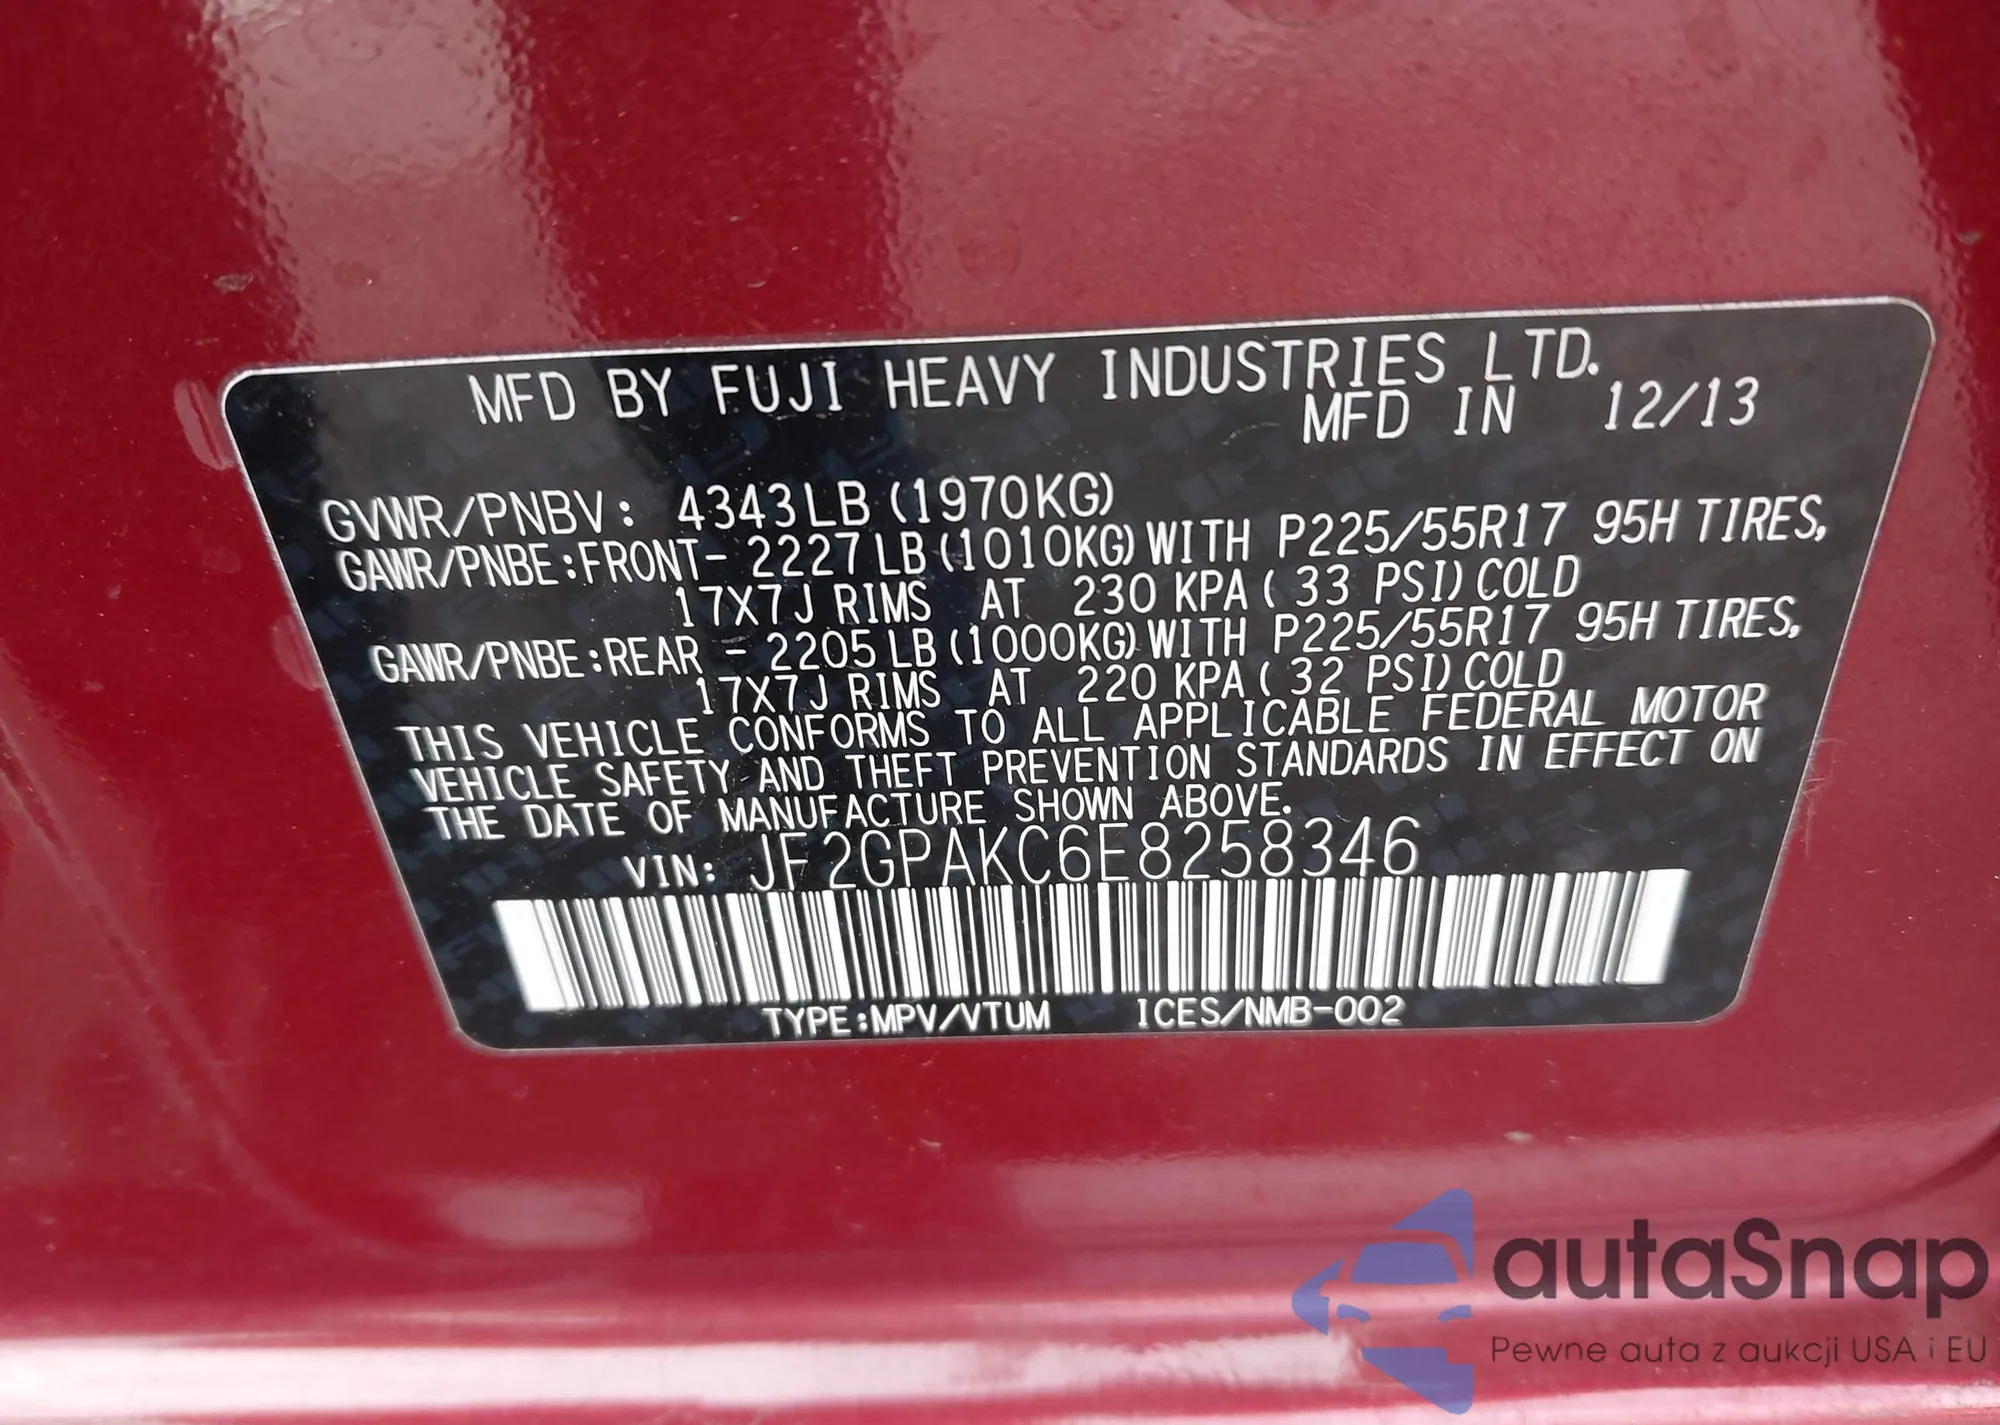 MFD BY FUJI HEAVY INDUSTRIES LTD.
MFD IN 12/13
GVWR/PNBV: 4343LB (1970KG)
GAWR/PNBE:FRONT- 2227LB(1010KG)WITH P225/55R17 95H TIRES,
17X7J RIMS AT 230 KPA( 33 PSI)COLD
GAWR/PNBE:REAR - 2205LB(1000KG)WITH P225/55R17 95H TIRES,
17X7J RIMS AT 220 KPA( 32 PSI)COLD
THIS VEHICLE CONFORMS TO ALL APPLICABLE FEDERAL MOTOR
VEHICLE SAFETY AND THEFT PREVENTION STANDARDS IN EFFECT ON
THE DATE OF MANUFACTURE SHOWN ABOVE.
VIN: JF2GPAKC6E8258346
TYPE:MPV/VTUM ICES/NMB-002
autaSnap
Pewne auta z aukcji USA i EU